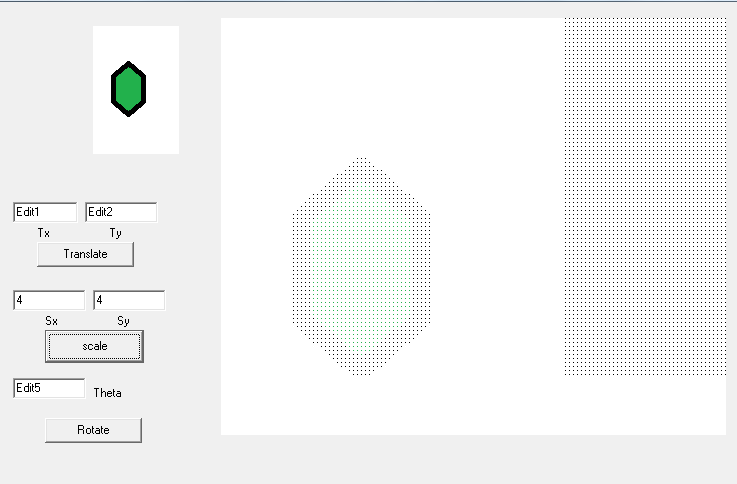 Edit1 Edit2
Tx Ty
Translate
4 4
Sx Sy
scale
Edit5 Theta
Rotate